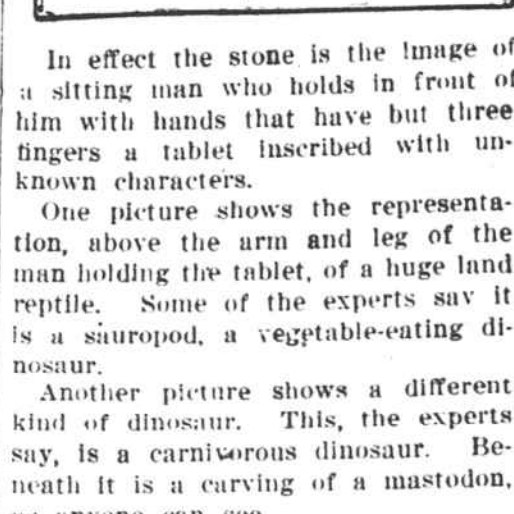 In effect the stone is the image of
a sitting man who holds in front of
him with hands that have but three
fingers a tablet inscribed with un-
known characters.
One picture shows the representa-
tion, above the arm and leg of the
man holding the tablet, of a huge land
reptile. Some of the experts say it
is a sauropod, a vegetable-eating di-
nosaur.
Another picture shows a different
kind of dinosaur. This, the experts
say, is a carnivorous dinosaur. Be-
neath it is a carving of a mastodon,
anyone can see